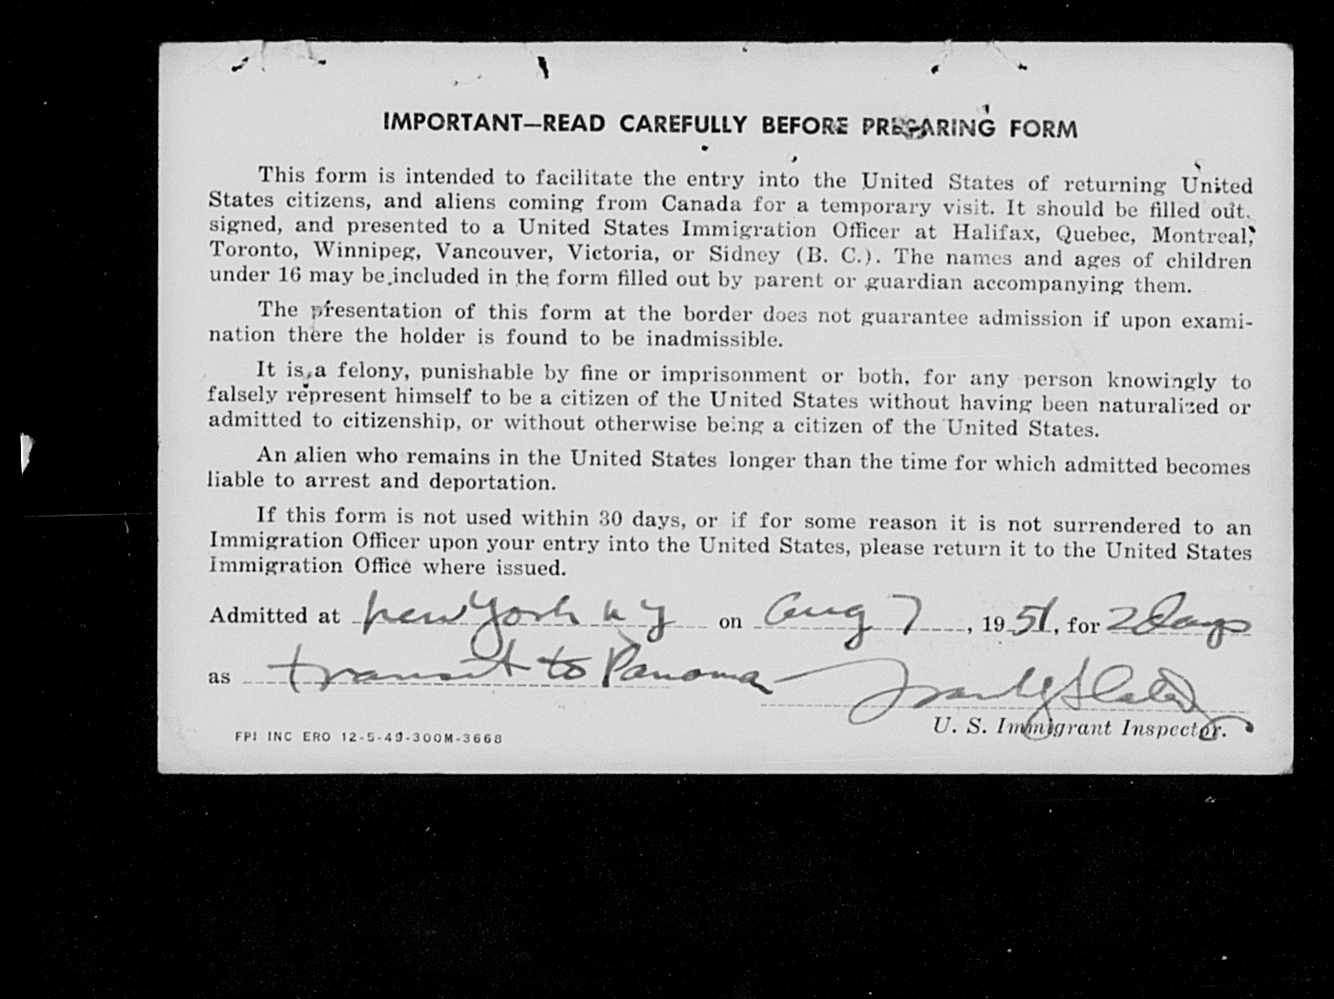 IMPORTANT—READ CAREFULLY BEFORE PREPARING FORM
This form is intended to facilitate the entry into the United States of returning United
States citizens, and aliens coming from Canada for a temporary visit. It should be filled out,
signed, and presented to a United States Immigration Officer at Halifax, Quebec, Montreal,
Toronto, Winnipeg, Vancouver, Victoria, or Sidney (B. C.). The names and ages of children
under 16 may be included in the form filled out by parent or guardian accompanying them.
The presentation of this form at the border does not guarantee admission if upon exami-
nation there the holder is found to be inadmissible.
It is a felony, punishable by fine or imprisonment or both, for any person knowingly to
falsely represent himself to be a citizen of the United States without having been naturalized or
admitted to citizenship, or without otherwise being a citizen of the United States.
An alien who remains in the United States longer than the time for which admitted becomes
liable to arrest and deportation.
If this form is not used within 30 days, or if for some reason it is not surrendered to an
Immigration Officer upon your entry into the United States, please return it to the United States
Immigration Office where issued.
Admitted at New York N Y on Aug 7, 1951, for 2 Days
as transit to Panama
U. S. Immigrant Inspector.
FPI INC ERO 12-5-49-300M-3668